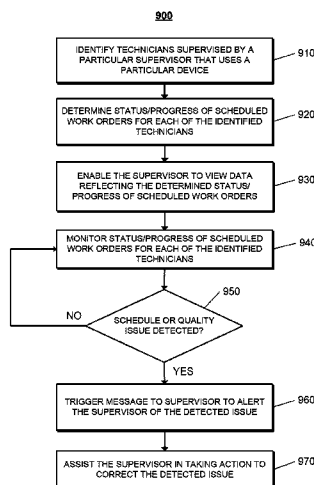 900
IDENTIFY TECHNICIANS SUPERVISED BY A
PARTICULAR SUPERVISOR THAT USES A
PARTICULAR DEVICE
910
DETERMINE STATUS/PROGRESS OF SCHEDULED
WORK ORDERS FOR EACH OF THE IDENTIFIED
TECHNICIANS
920
ENABLE THE SUPERVISOR TO VIEW DATA
REFLECTING THE DETERMINED STATUS/
PROGRESS OF SCHEDULED WORK ORDERS
930
MONITOR STATUS/PROGRESS OF SCHEDULED
WORK ORDERS FOR EACH OF THE IDENTIFIED
TECHNICIANS
940
950
NO
SCHEDULE OR QUALITY
ISSUE DETECTED?
YES
TRIGGER MESSAGE TO SUPERVISOR TO ALERT
THE SUPERVISOR OF THE DETECTED ISSUE
960
ASSIST THE SUPERVISOR IN TAKING ACTION TO
CORRECT THE DETECTED ISSUE
970